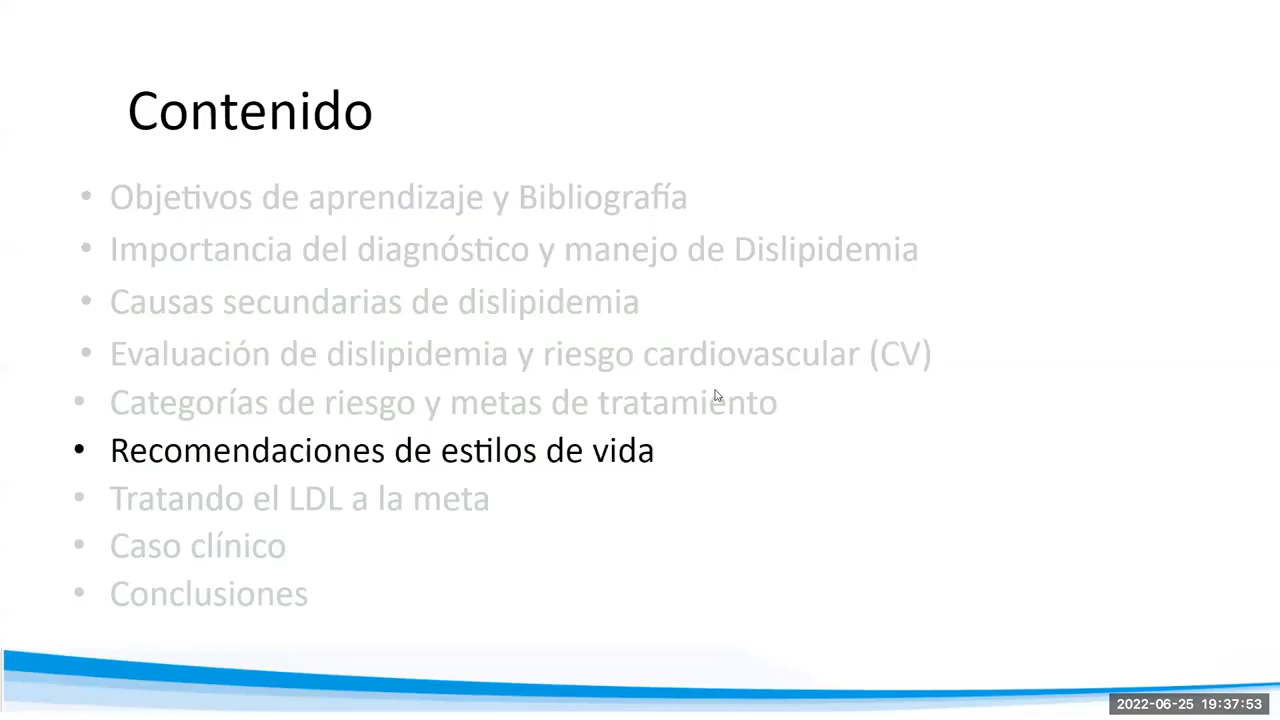 Contenido
• Objetivos de aprendizaje y Bibliografía
• Importancia del diagnóstico y manejo de Dislipidemia
• Causas secundarias de dislipidemia
• Evaluación de dislipidemia y riesgo cardiovascular (CV)
• Categorías de riesgo y metas de tratamiento
• Recomendaciones de estilos de vida
• Tratando el LDL a la meta
• Caso clínico
• Conclusiones
2022-06-25 19:37:53